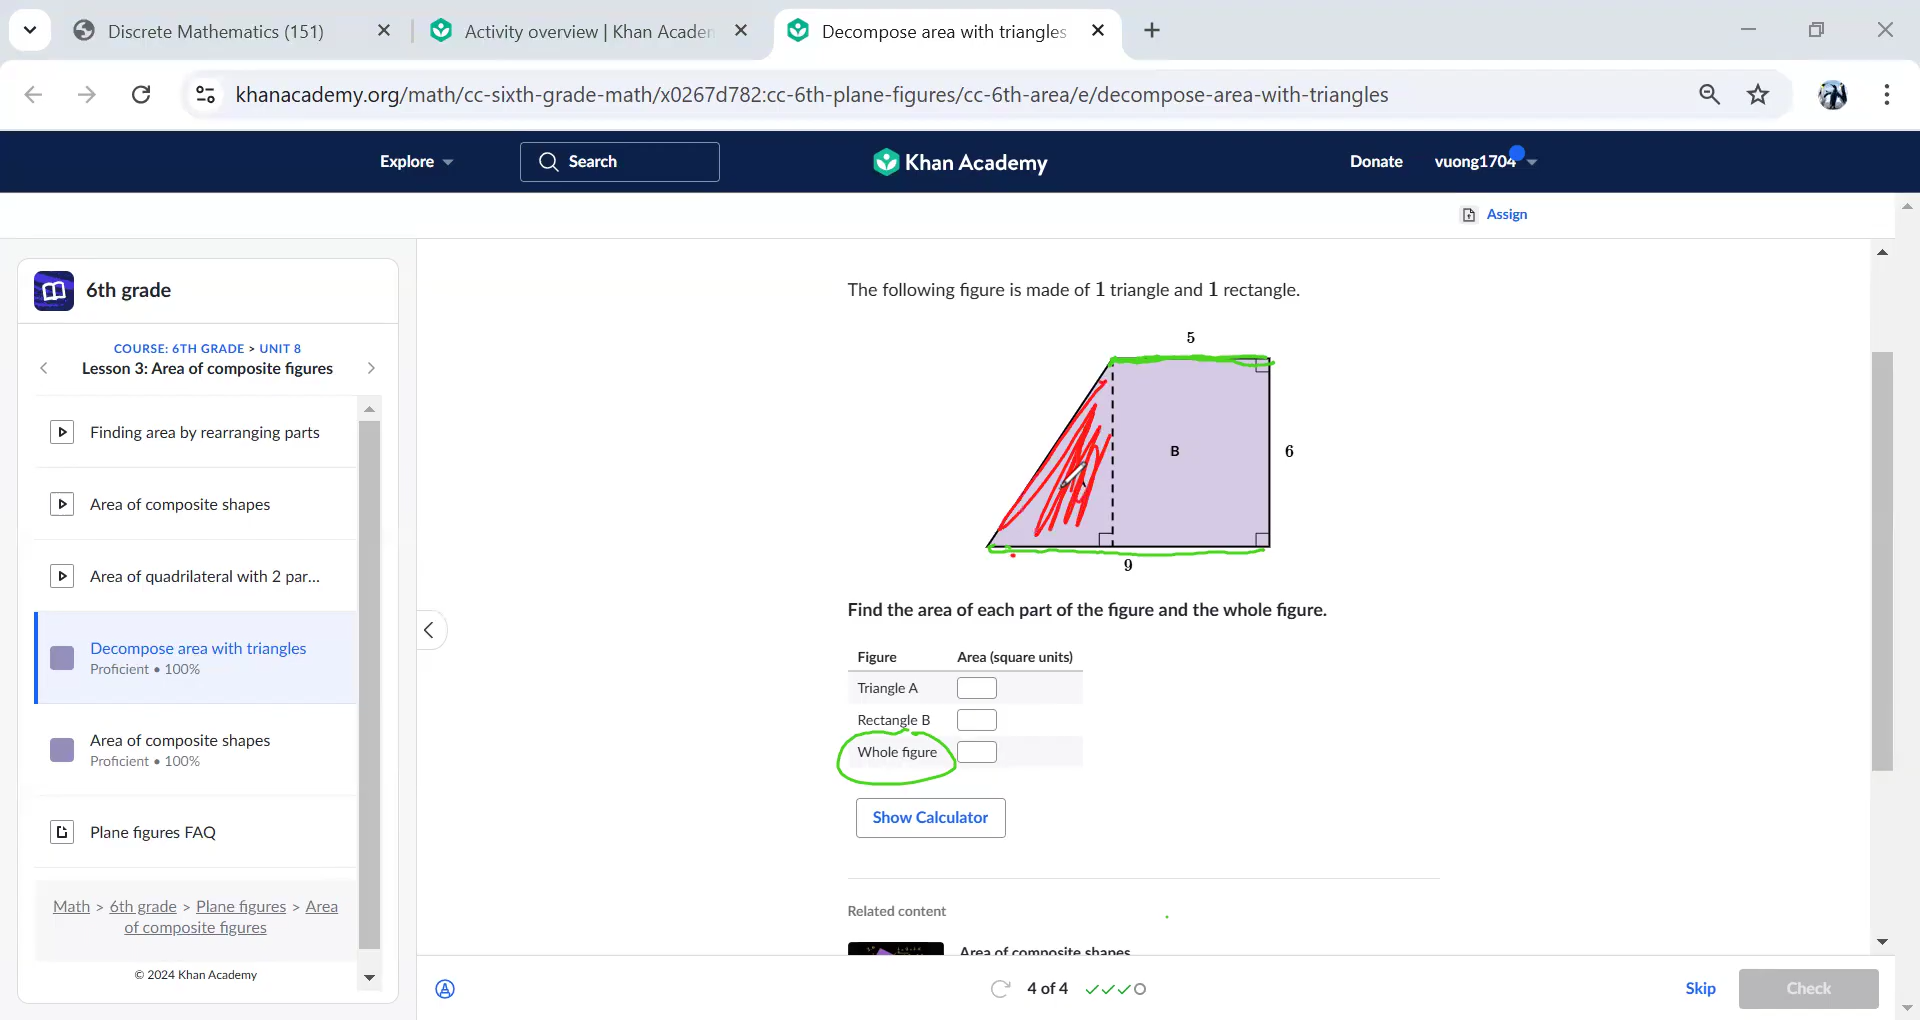 Discrete Mathematics (151)
Activity overview | Khan Acader
Decompose area with triangles
khanacademy.org/math/cc-sixth-grade-math/x0267d782:cc-6th-plane-figures/cc-6th-area/e/decompose-area-with-triangles
Explore
Search
Khan Academy
Donate
vuong1704
Assign
6th grade
COURSE: 6TH GRADE > UNIT 8
Lesson 3: Area of composite figures
Finding area by rearranging parts
Area of composite shapes
Area of quadrilateral with 2 par...
Decompose area with triangles
Proficient • 100%
Area of composite shapes
Proficient • 100%
Plane figures FAQ
Math > 6th grade > Plane figures > Area
of composite figures
© 2024 Khan Academy
The following figure is made of 1 triangle and 1 rectangle.
5
B
6
9
Find the area of each part of the figure and the whole figure.
Figure Area (square units)
Triangle A
Rectangle B
Whole figure
Show Calculator
Related content
Area of composite shapes
4 of 4
Skip
Check